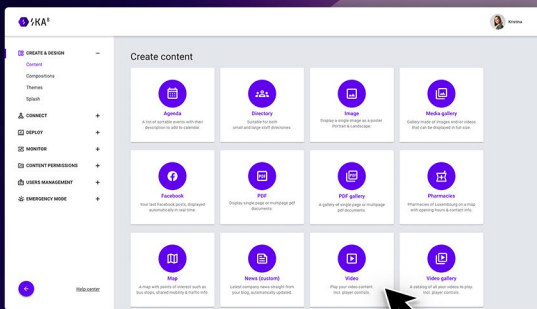 SKA
Kristina
CREATE & DESIGN
Content
Compositions
Themes
Splash
CONNECT
DEPLOY
MONITOR
CONTENT PERMISSIONS
USERS MANAGEMENT
EMERGENCY MODE
Help center
Create content
Agenda
A list of sortable events with their
description to add to calendar.
Directory
Suitable for both
small and large staff directories.
Image
Display a single image as a poster
Portrait & Landscape.
Media gallery
Gallery made of images and/or videos
that can be displayed in full size.
Facebook
Your last Facebook posts, displayed
automatically in real time.
PDF
PDF
Display single page or multipage pdf
documents.
PDF
PDF gallery
A gallery of single page or multipage
pdf documents.
Pharmacies
Pharmacies of Luxembourg on a map
with opening hours & contact info.
Map
A map with points of interest such as
bus stops, shared mobility & traffic info.
News (custom)
Latest company news straight form
your blog, automatically updated.
Video
Play your video content
incl. player controls.
Video gallery
A catalog of all your videos to play
incl. player controls.